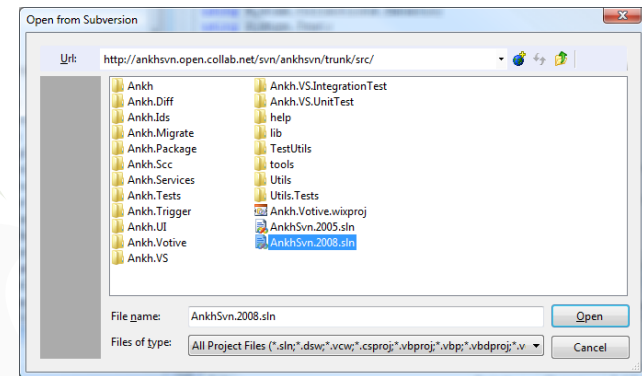 Open from Subversion
Url: http://ankhsvn.open.collab.net/svn/ankhsvn/trunk/src/
Ankh
Ankh.Diff
Ankh.Ids
Ankh.Migrate
Ankh.Package
Ankh.Scc
Ankh.Services
Ankh.Tests
Ankh.Trigger
Ankh.UI
Ankh.Votive
Ankh.VS
Ankh.VS.IntegrationTest
Ankh.VS.UnitTest
help
lib
TestUtils
tools
Utils
Utils.Tests
Ankh.Votive.wixproj
AnkhSvn.2005.sln
AnkhSvn.2008.sln
File name: AnkhSvn.2008.sln Open
Files of type: All Project Files (*.sln;*.dsw;*.vcw;*.csproj;*.vbproj;*.vbp;*.vbdproj;*.v Cancel